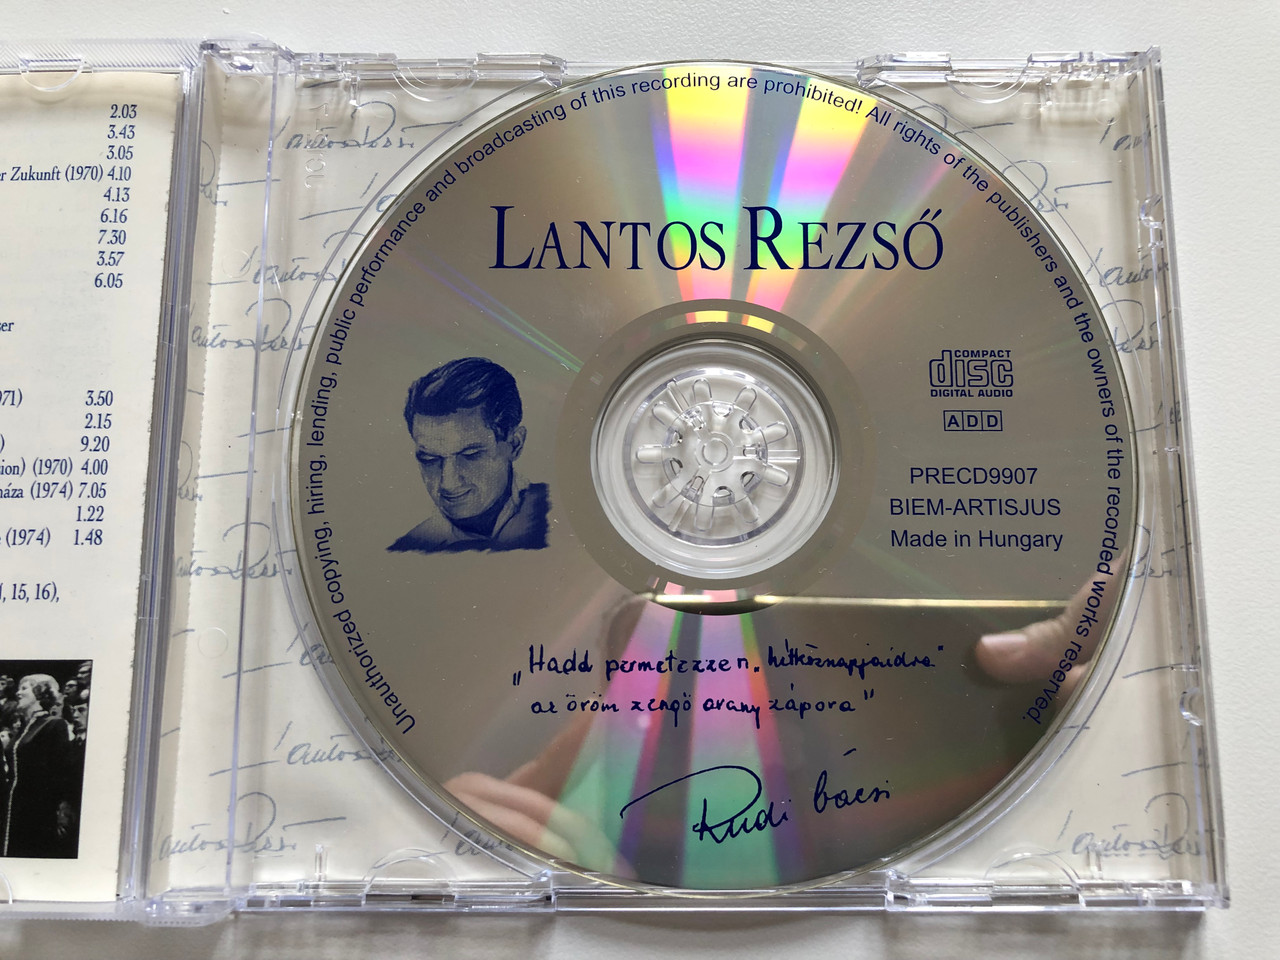 2.03
3.43
3.05
er Zukunft (1970) 4.10
4.13
6.16
7.30
3.57
6.05
ser
971) 3.50
2.15
) 9.20
sion) (1970) 4.00
náza (1974) 7.05
1.22
e (1974) 1.48
, 15, 16),
Unauthorized copying, hiring, lending, public performance and broadcasting of this recording are prohibited! All rights of the publishers and the owners of the recorded works reserved.
LANTOS REZSŐ
COMPACT
disc
DIGITAL AUDIO
ADD
PRECD9907
BIEM-ARTISJUS
Made in Hungary
„Hadd permetezzen „hétköznapjaidra"
az öröm zengő arany zápora"
Rudi bácsi